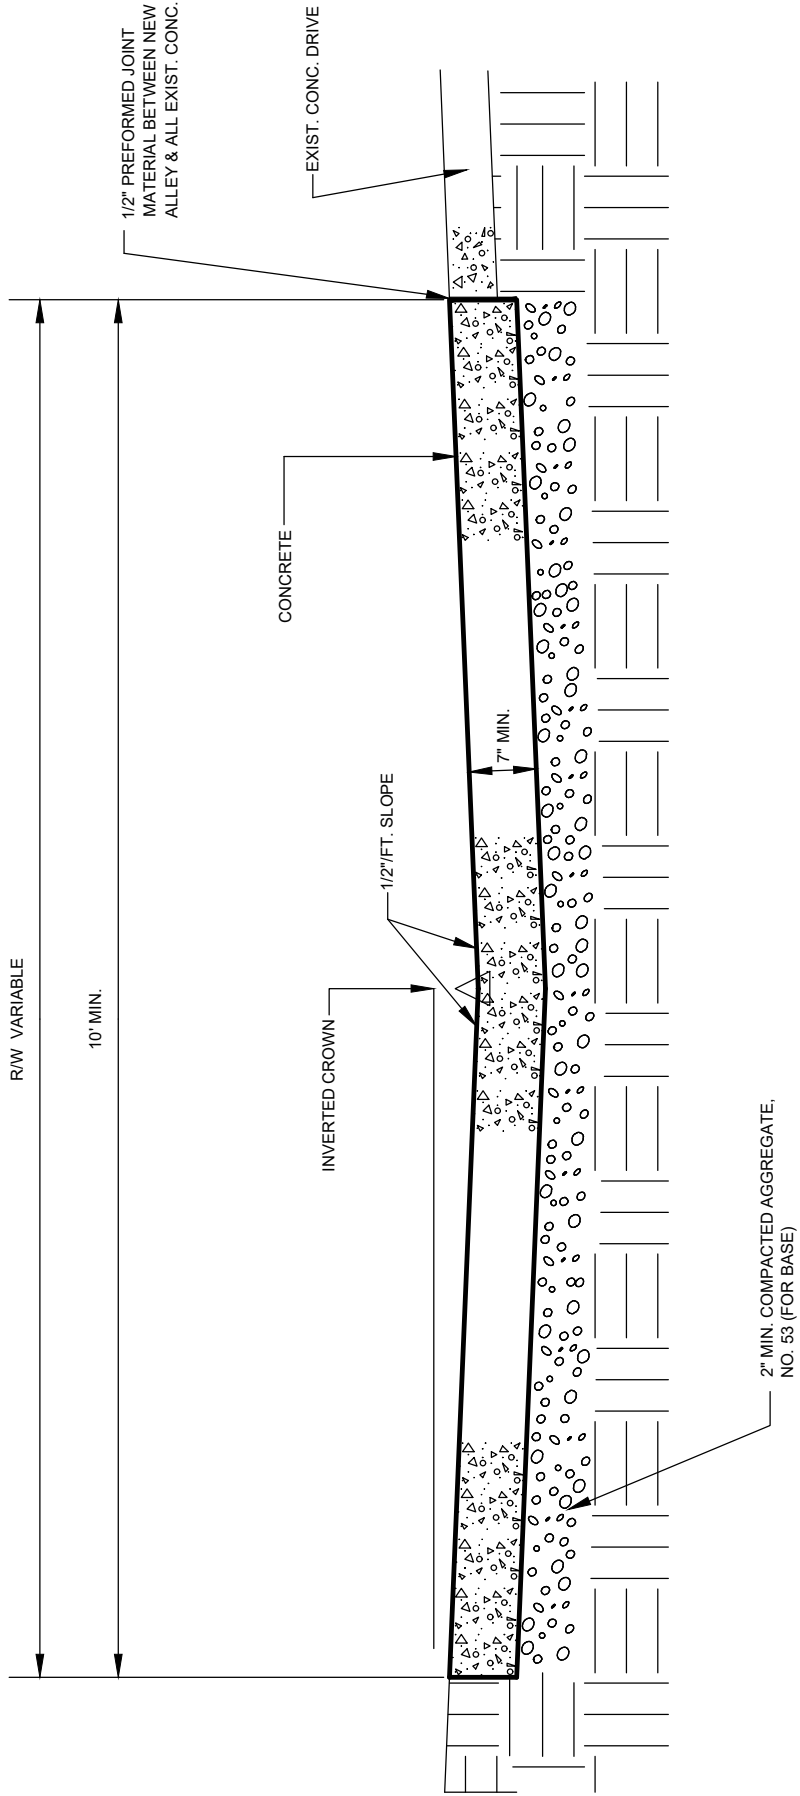 R/W VARIABLE
10' MIN.
1/2" PREFORMED JOINT
MATERIAL BETWEEN NEW
ALLEY & ALL EXIST. CONC.
INVERTED CROWN
1/2"/FT. SLOPE
CONCRETE
EXIST. CONC. DRIVE
7" MIN.
2" MIN. COMPACTED AGGREGATE,
NO. 53 (FOR BASE)